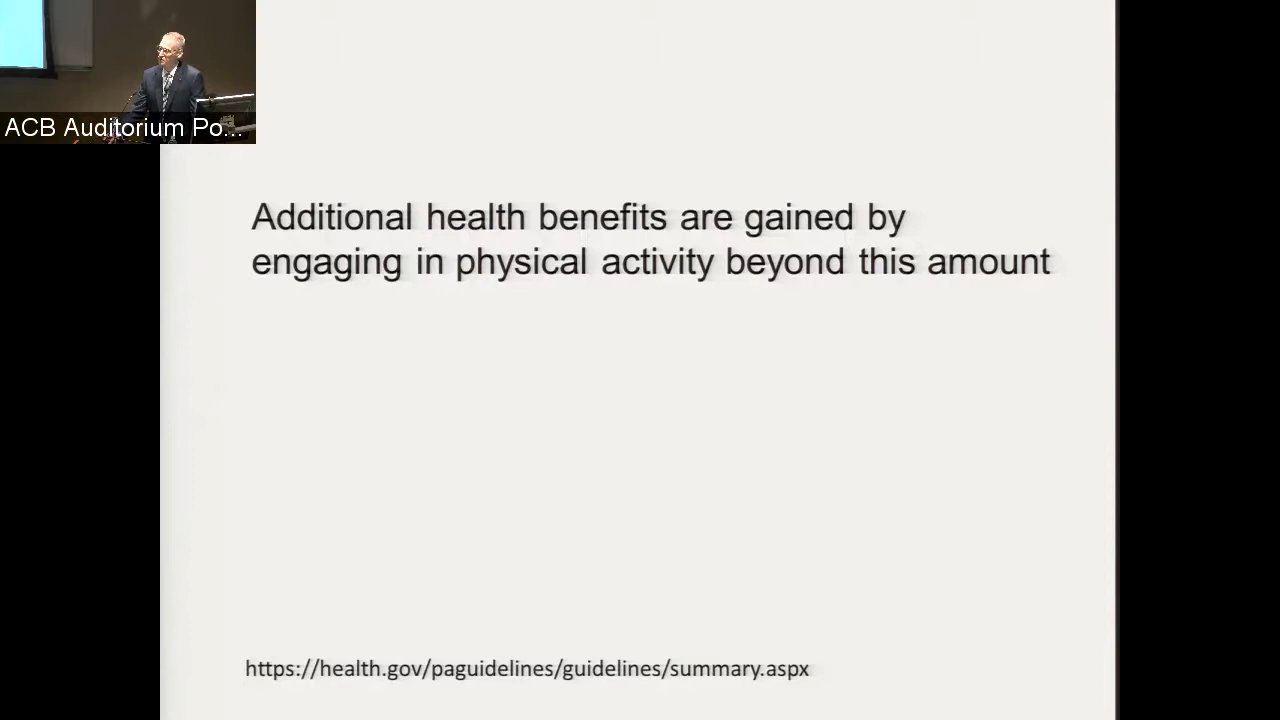 ACB Auditorium Po...
Additional health benefits are gained by
engaging in physical activity beyond this amount
https://health.gov/paguidelines/guidelines/summary.aspx